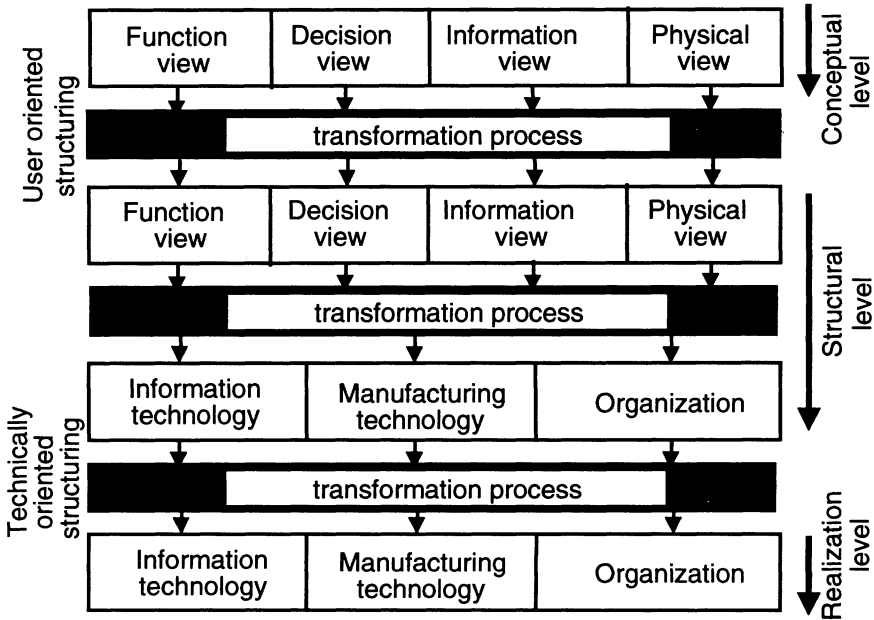 Function
view
Decision
view
Information
view
Physical
view
transformation process
Function
view
Decision
view
Information
view
Physical
view
transformation process
Information
technology
Manufacturing
technology
Organization
transformation process
Information
technology
Manufacturing
technology
Organization
User oriented
structuring
Technically
oriented
structuring
Conceptual
level
Structural
level
Realization
level